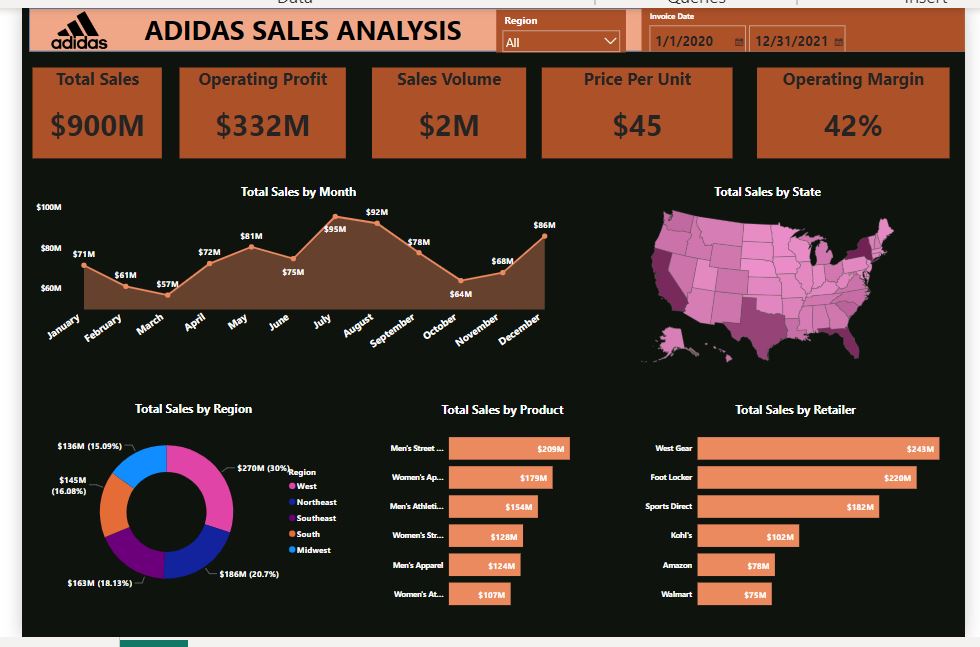 Data
Queries
Insert
adidas
ADIDAS SALES ANALYSIS
Region
All
Invoice Date
1/1/2020
12/31/2021
Total Sales
$900M
Operating Profit
$332M
Sales Volume
$2M
Price Per Unit
$45
Operating Margin
42%
Total Sales by Month
$100M
$80M
$60M
$71M
$61M
$57M
$72M
$81M
$75M
$95M
$92M
$78M
$64M
$68M
$86M
January
February
March
April
May
June
July
August
September
October
November
December
Total Sales by State
Total Sales by Region
$136M (15.09%)
$145M
(16.08%)
$163M (18.13%)
$186M (20.7%)
$270M (30%)
Region
West
Northeast
Southeast
South
Midwest
Total Sales by Product
Men's Street ... $209M
Women's Ap... $179M
Men's Athleti... $154M
Women's Str... $128M
Men's Apparel $124M
Women's At... $107M
Total Sales by Retailer
West Gear $243M
Foot Locker $220M
Sports Direct $182M
Kohl's $102M
Amazon $78M
Walmart $75M